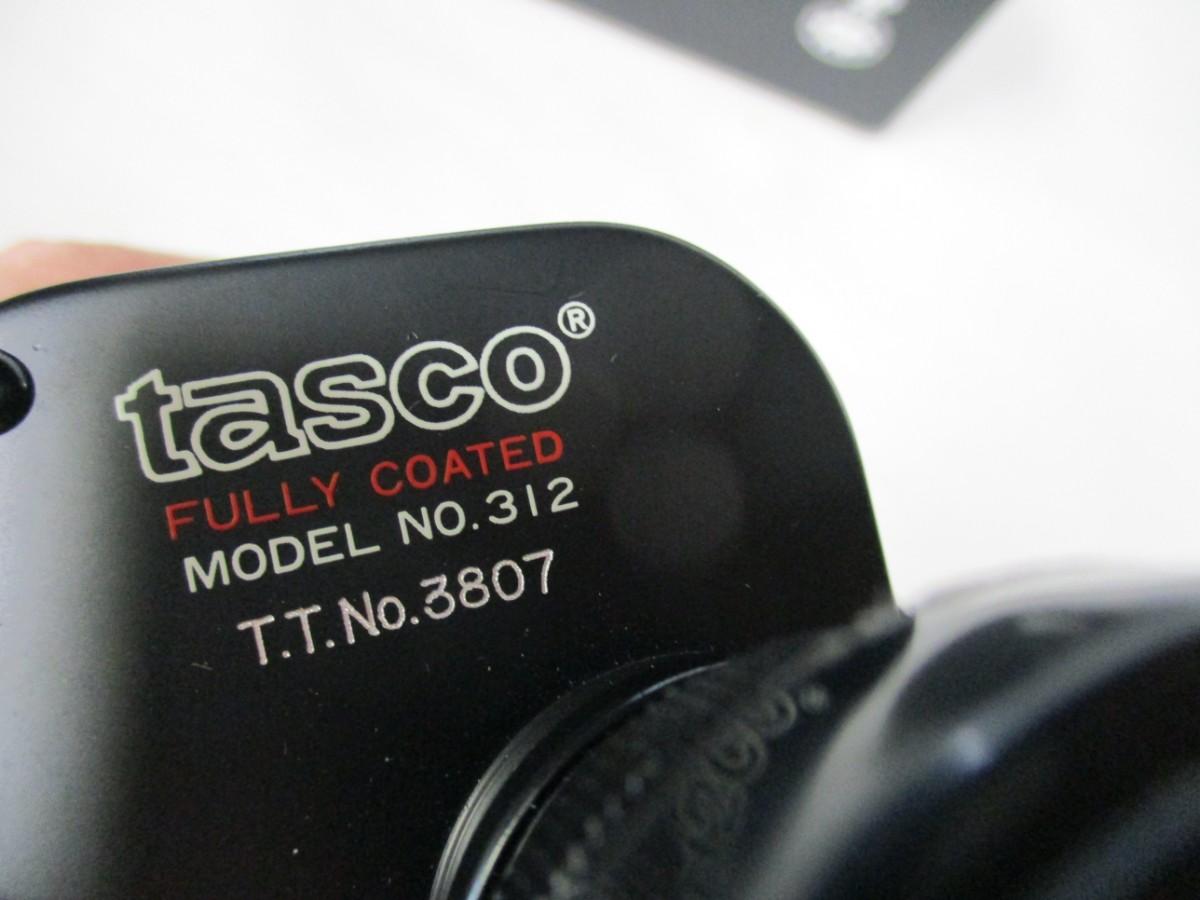 tasco®
FULLY COATED
MODEL NO.312
T.T.No.3807